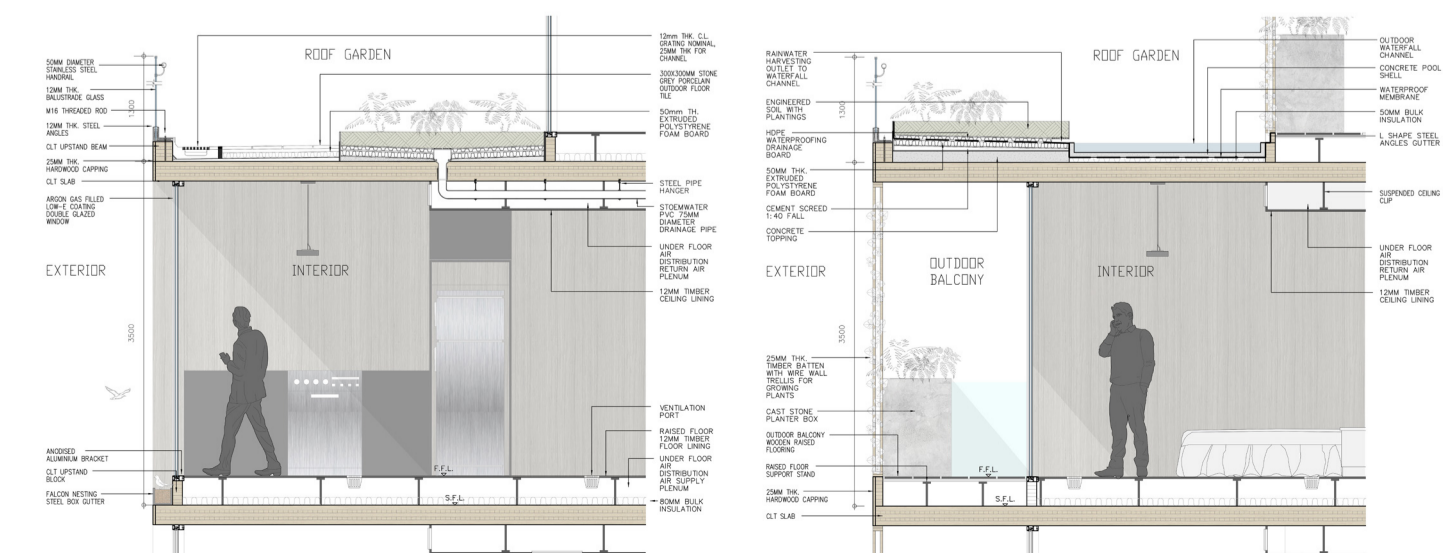 ROOF GARDEN
50MM DIAMETER
STAINLESS STEEL
HANDRAIL
12MM THK.
BALUSTRADE GLASS
M16 THREADED ROD
12MM THK. STEEL
ANGLES
CLT UPSTAND BEAM
25MM THK.
HARDWOOD CAPPING
CLT SLAB
ARGON GAS FILLED
LOW-E COATING
DOUBLE GLAZED
WINDOW
1300
EXTERIOR
INTERIOR
3500
ANODISED
ALUMINIUM BRACKET
CLT UPSTAND
BLOCK
FALCON NESTING
STEEL BOX GUTTER
F.F.L.
S.F.L.
12mm THK. C.L.
GRATING NOMINAL,
25MM THK FOR
CHANNEL
300X300MM STONE
GREY PORCELAIN
OUTDOOR FLOOR
TILE
50mm TH.
EXTRUDED
POLYSTYRENE
FOAM BOARD
STEEL PIPE
HANGER
STOEMWATER
PVC 75MM
DIAMETER
DRAINAGE PIPE
UNDER FLOOR
AIR
DISTRIBUTION
RETURN AIR
PLENUM
12MM TIMBER
CEILING LINING
VENTILATION
PORT
RAISED FLOOR
12MM TIMBER
FLOOR LINING
UNDER FLOOR
AIR
DISTRIBUTION
AIR SUPPLY
PLENUM
80MM BULK
INSULATION
ROOF GARDEN
RAINWATER
HARVESTING
OUTLET TO
WATERFALL
CHANNEL
ENGINEERED
SOIL WITH
PLANTINGS
HDPE
WATERPROOFING
DRAINAGE
BOARD
50MM THK.
EXTRUDED
POLYSTYRENE
FOAM BOARD
CEMENT SCREED
1:40 FALL
CONCRETE
TOPPING
1300
EXTERIOR
OUTDOOR
BALCONY
INTERIOR
3500
25MM THK.
TIMBER BATTEN
WITH WIRE WALL
TRELLIS FOR
GROWING
PLANTS
CAST STONE
PLANTER BOX
OUTDOOR BALCONY
WOODEN RAISED
FLOORING
RAISED FLOOR
SUPPORT STAND
25MM THK.
HARDWOOD CAPPING
CLT SLAB
F.F.L.
S.F.L.
OUTDOOR
WATERFALL
CHANNEL
CONCRETE POOL
SHELL
WATERPROOF
MEMBRANE
50MM BULK
INSULATION
L SHAPE STEEL
ANGLES GUTTER
SUSPENDED CEILING
CLIP
UNDER FLOOR
AIR
DISTRIBUTION
RETURN AIR
PLENUM
12MM TIMBER
CEILING LINING